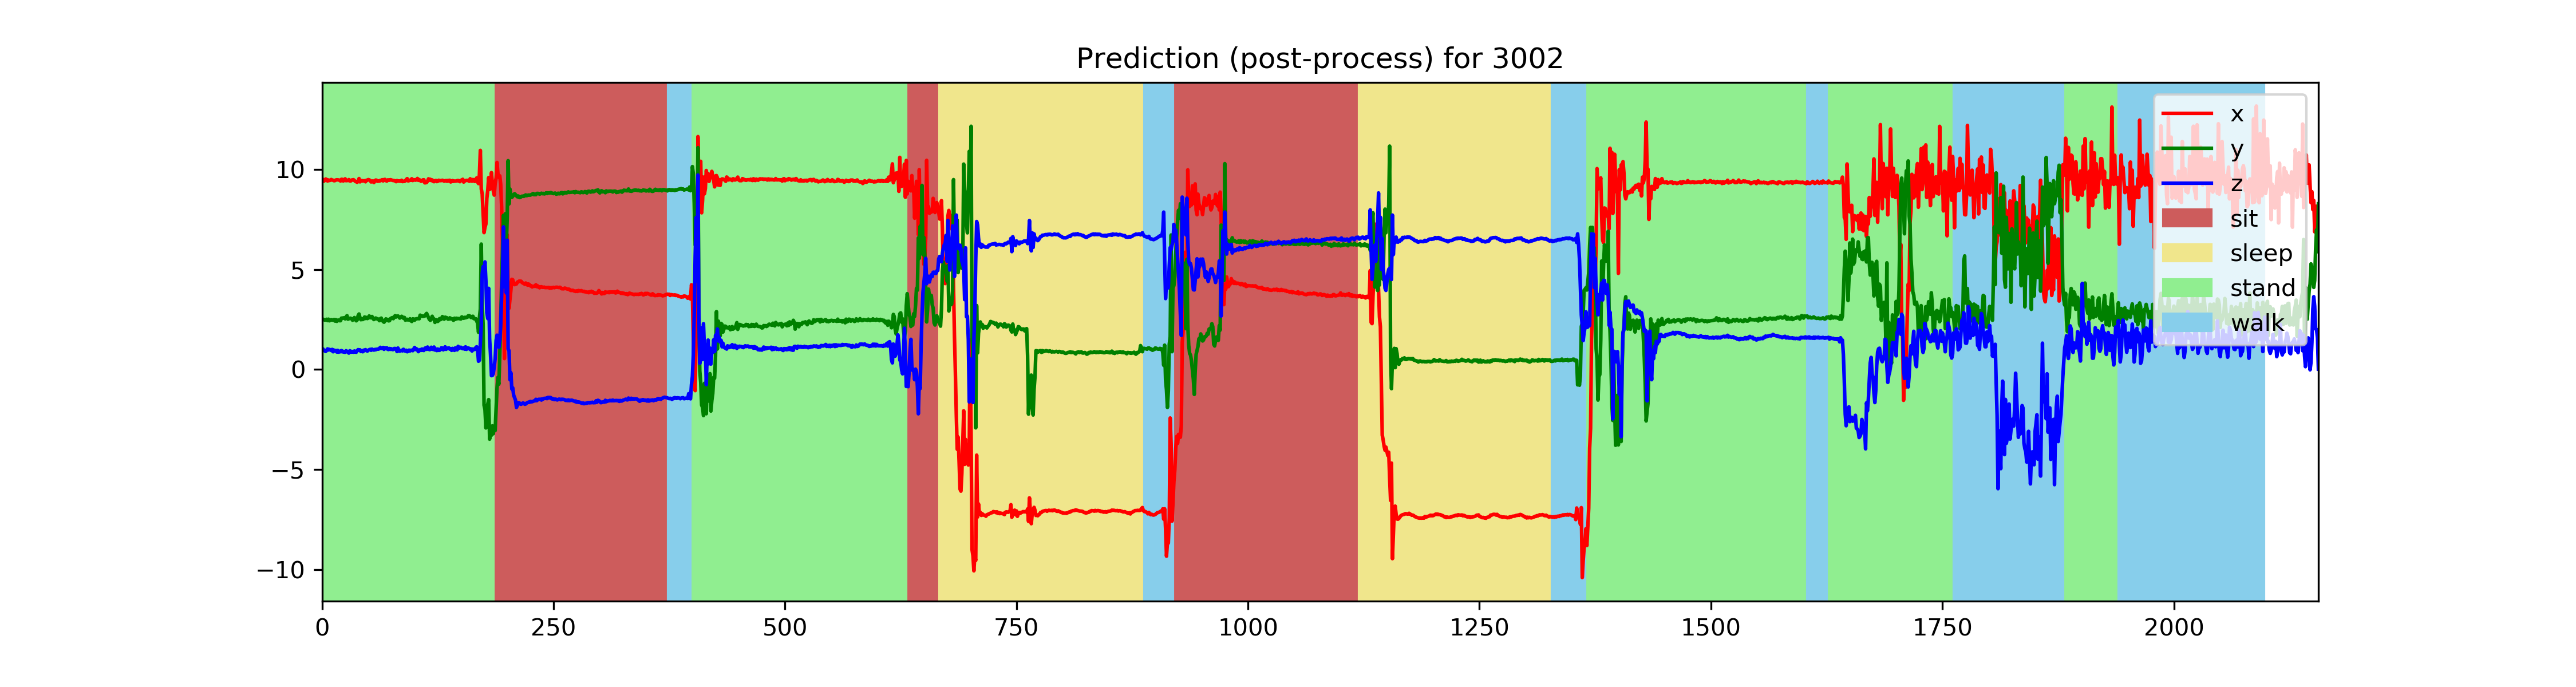 Prediction (post-process) for 3002
10
5
0
−5
−10
0 250 500 750 1000 1250 1500 1750 2000
x
y
z
sit
sleep
stand
walk